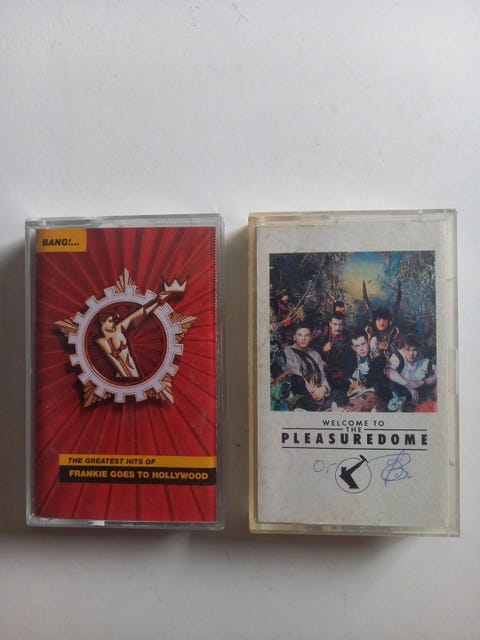 BANG!...
THE GREATEST HITS OF
FRANKIE GOES TO HOLLYWOOD
WELCOME TO
THE
PLEASUREDOME